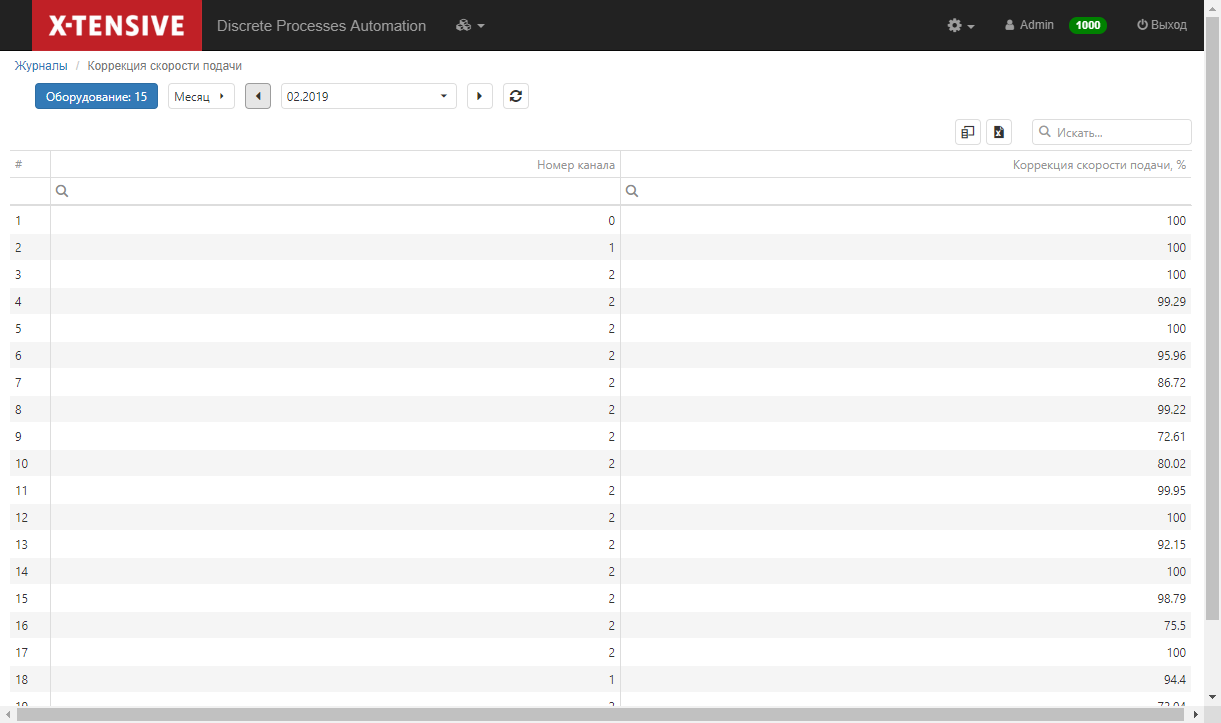 X-TENSIVE Discrete Processes Automation Admin 1000 Выход
Журналы / Коррекция скорости подачи
Оборудование: 15 Месяц 02.2019
Искать...
# Номер канала Коррекция скорости подачи, %
1 0 100
2 1 100
3 2 100
4 2 99.29
5 2 100
6 2 95.96
7 2 86.72
8 2 99.22
9 2 72.61
10 2 80.02
11 2 99.95
12 2 100
13 2 92.15
14 2 100
15 2 98.79
16 2 75.5
17 2 100
18 1 94.4